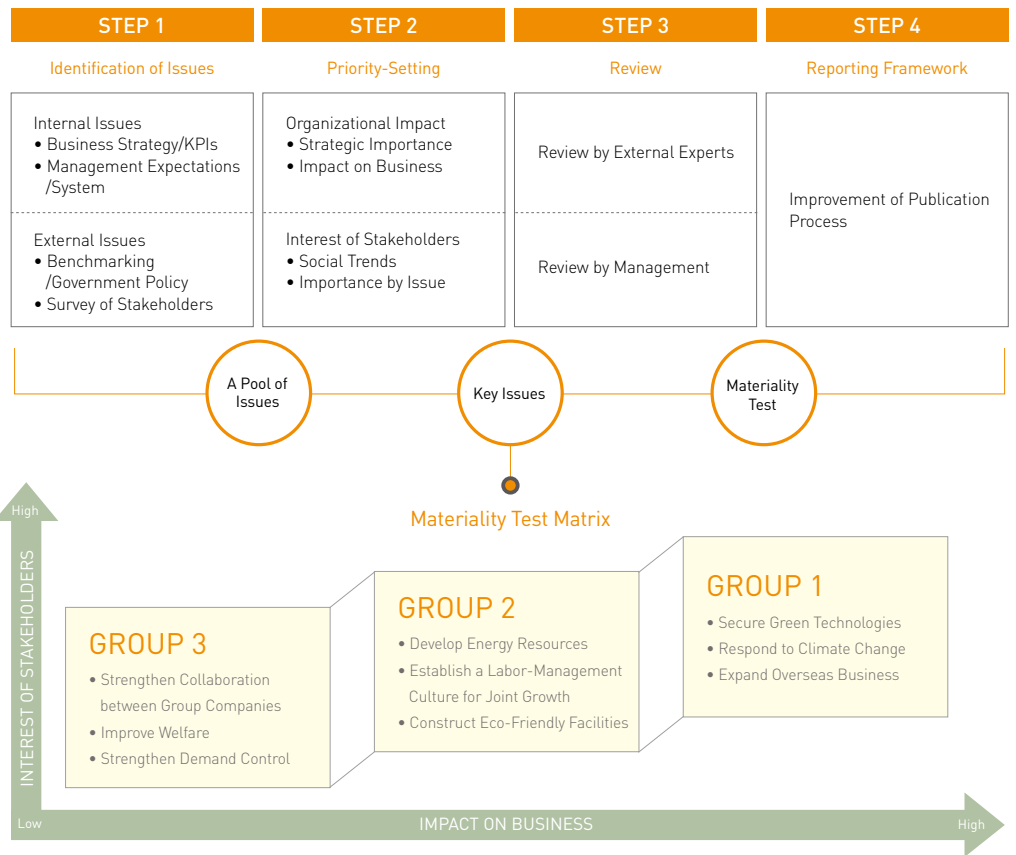 STEP 1
STEP 2
STEP 3
STEP 4
Identification of Issues
Priority-Setting
Review
Reporting Framework
Internal Issues
• Business Strategy/KPIs
• Management Expectations
/System
External Issues
• Benchmarking
/Government Policy
• Survey of Stakeholders
Organizational Impact
• Strategic Importance
• Impact on Business
Interest of Stakeholders
• Social Trends
• Importance by Issue
Review by External Experts
Review by Management
Improvement of Publication
Process
A Pool of
Issues
Key Issues
Materiality
Test
Materiality Test Matrix
High
INTEREST OF STAKEHOLDERS
GROUP 3
• Strengthen Collaboration
between Group Companies
• Improve Welfare
• Strengthen Demand Control
GROUP 2
• Develop Energy Resources
• Establish a Labor-Management
Culture for Joint Growth
• Construct Eco-Friendly Facilities
GROUP 1
• Secure Green Technologies
• Respond to Climate Change
• Expand Overseas Business
Low
IMPACT ON BUSINESS
High